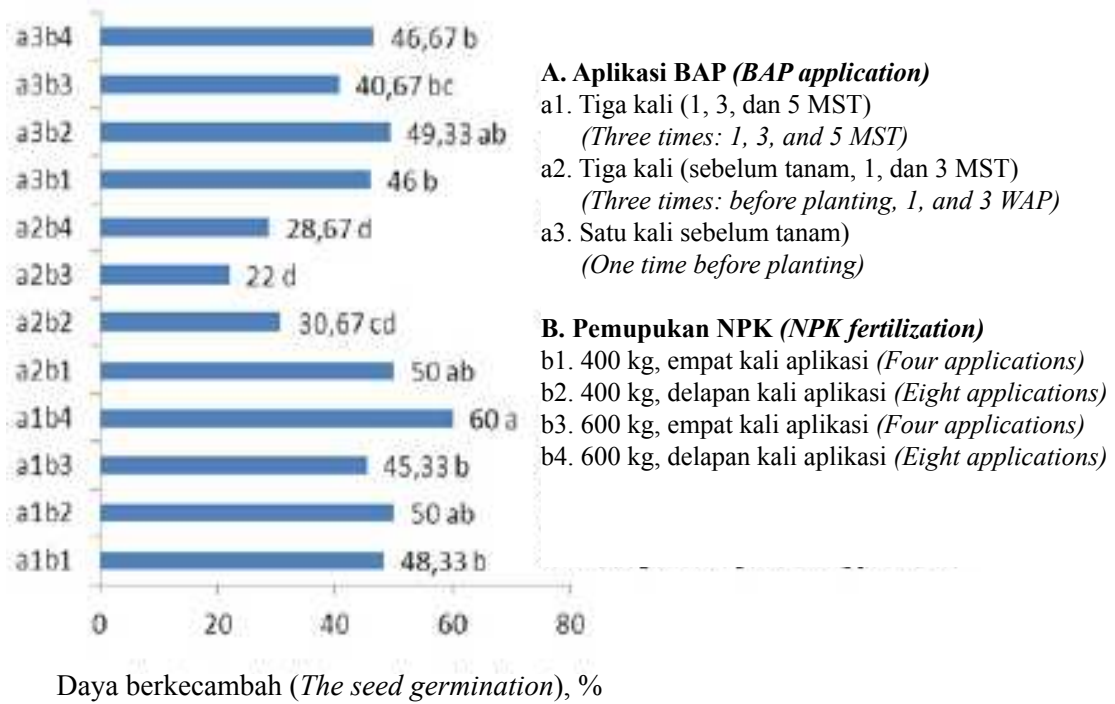 a3b4 46,67 b
a3b3 40,67 bc
a3b2 49,33 ab
a3b1 46 b
a2b4 28,67 d
a2b3 22 d
a2b2 30,67 cd
a2b1 50 ab
a1b4 60 a
a1b3 45,33 b
a1b2 50 ab
a1b1 48,33 b
0 20 40 60 80
Daya berkecambah (The seed germination), %
A. Aplikasi BAP (BAP application)
a1. Tiga kali (1, 3, dan 5 MST)
(Three times: 1, 3, and 5 MST)
a2. Tiga kali (sebelum tanam, 1, dan 3 MST)
(Three times: before planting, 1, and 3 WAP)
a3. Satu kali sebelum tanam)
(One time before planting)
B. Pemupukan NPK (NPK fertilization)
b1. 400 kg, empat kali aplikasi (Four applications)
b2. 400 kg, delapan kali aplikasi (Eight applications)
b3. 600 kg, empat kali aplikasi (Four applications)
b4. 600 kg, delapan kali aplikasi (Eight applications)